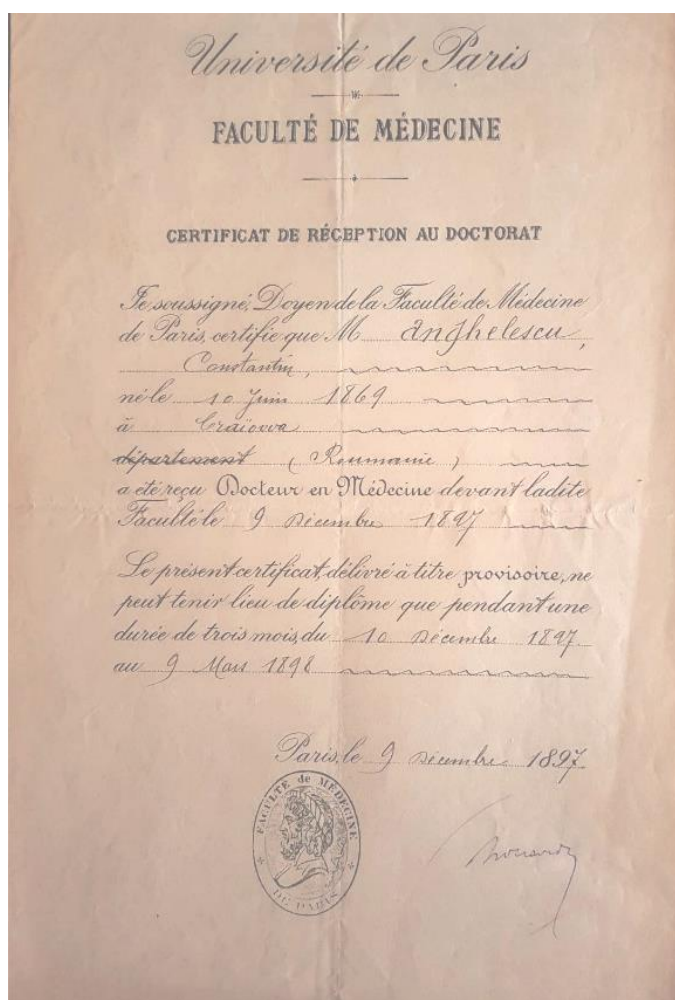 Université de Paris
FACULTÉ DE MÉDECINE
CERTIFICAT DE RÉCEPTION AU DOCTORAT
Je soussigné, Doyen de la Faculté de Médecine
de Paris, certifie que M Anghelescu,
Constantin,
né le 10 Juin 1869
à Craïowa
département (Roumanie)
a été reçu Docteur en Médecine devant ladite
Faculté le 9 Décembre 1897
Le présent certificat, délivré à titre provisoire, ne
peut tenir lieu de diplôme que pendant une
durée de trois mois, du 10 Décembre 1897
au 9 Mars 1898
Paris, le 9 Décembre 1897
FACULTÉ de MÉDECINE
DE PARIS